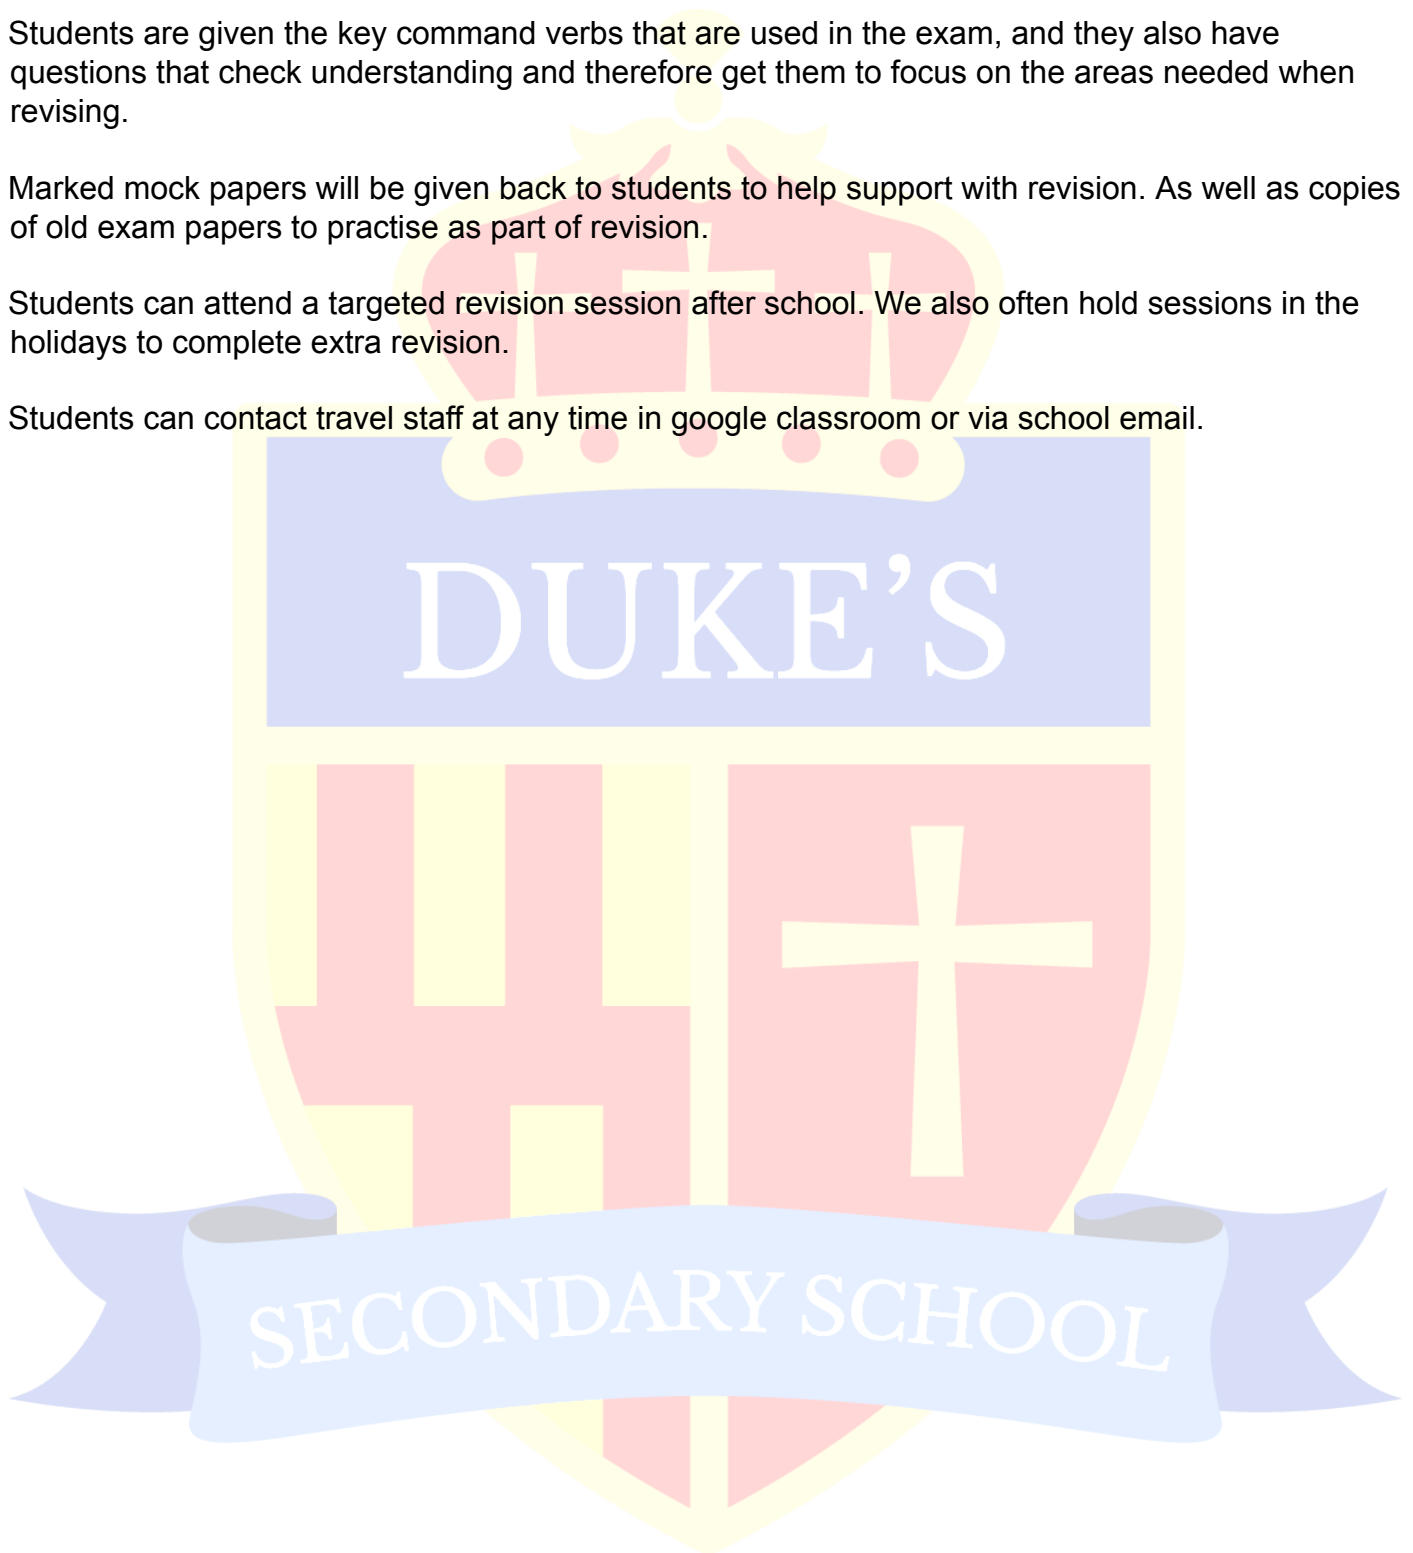 Students are given the key command verbs that are used in the exam, and they also have
questions that check understanding and therefore get them to focus on the areas needed when
revising.
Marked mock papers will be given back to students to help support with revision. As well as copies
of old exam papers to practise as part of revision.
Students can attend a targeted revision session after school. We also often hold sessions in the
holidays to complete extra revision.
Students can contact travel staff at any time in google classroom or via school email.
DUKE’S
SECONDARY SCHOOL